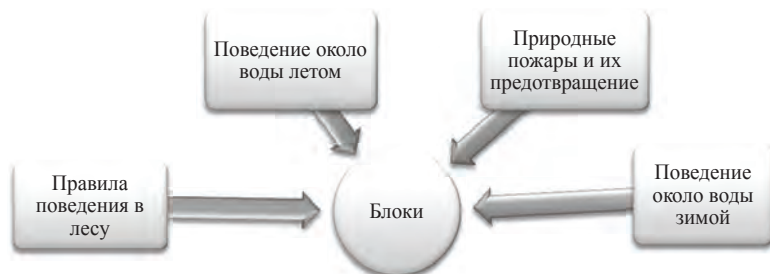 Поведение около
воды летом
Природные
пожары и их
предотвращение
Правила
поведения в
лесу
Блоки
Поведение
около воды
зимой